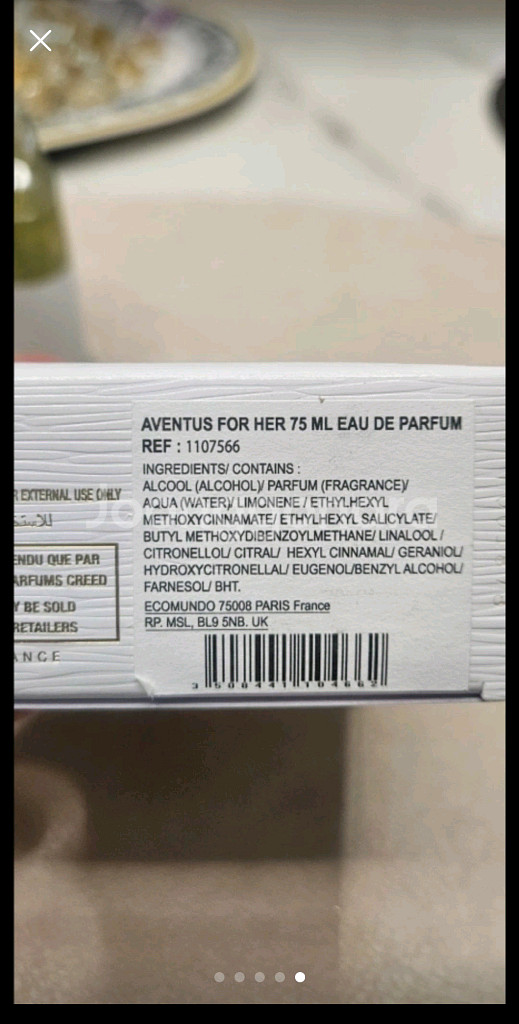 AVENTUS FOR HER 75 ML EAU DE PARFUM
REF : 1107566
INGREDIENTS/ CONTAINS :
ALCOOL (ALCOHOL)/ PARFUM (FRAGRANCE)/
AQUA (WATER)/ LIMONENE / ETHYLHEXYL
METHOXYCINNAMATE/ ETHYLHEXYL SALICYLATE/
BUTYL METHOXYDIBENZOYLMETHANE/ LINALOOL /
CITRONELLOL/ CITRAL/ HEXYL CINNAMAL/ GERANIOL/
HYDROXYCITRONELLAL/ EUGENOL/BENZYL ALCOHOL/
FARNESOL/ BHT.
ECOMUNDO 75008 PARIS France
RP. MSL, BL9 5NB. UK
EXTERNAL USE ONLY
ENDU QUE PAR
ARFUMS CREED
BE SOLD
RETAILERS
ANCE